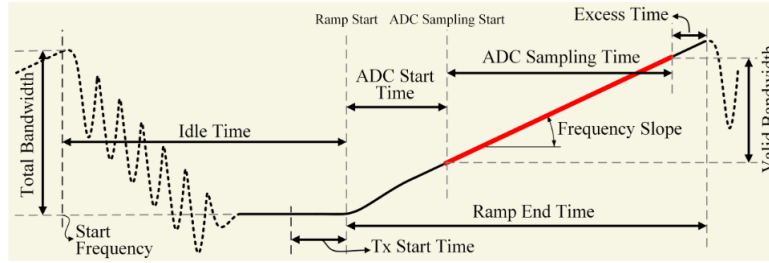 Ramp Start
ADC Sampling Start
Excess Time
ADC Start
Time
ADC Sampling Time
Total Bandwidth
Idle Time
Frequency Slope
Valid Bandwidth
Start
Frequency
Tx Start Time
Ramp End Time